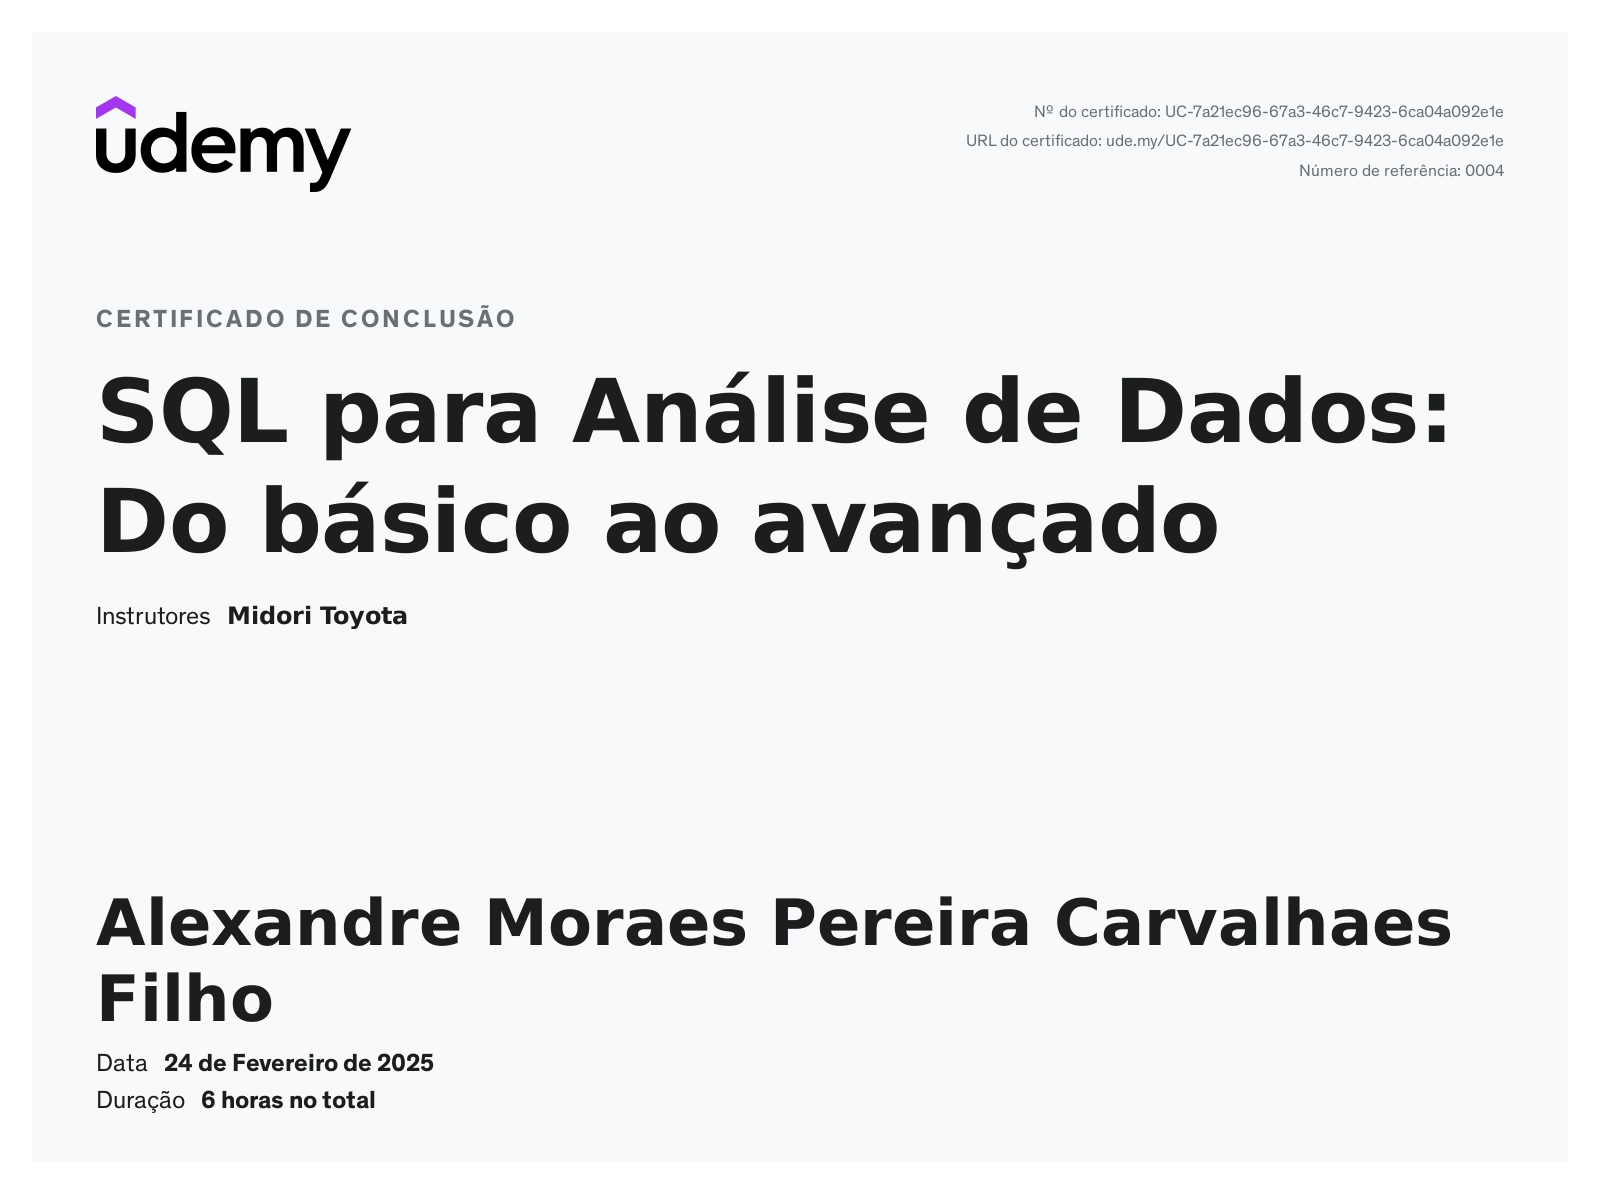 udemy
Nº do certificado: UC-7a21ec96-67a3-46c7-9423-6ca04a092e1e
URL do certificado: ude.my/UC-7a21ec96-67a3-46c7-9423-6ca04a092e1e
Número de referência: 0004
CERTIFICADO DE CONCLUSÃO
SQL para Análise de Dados:
Do básico ao avançado
Instrutores Midori Toyota
Alexandre Moraes Pereira Carvalhaes
Filho
Data 24 de Fevereiro de 2025
Duração 6 horas no total